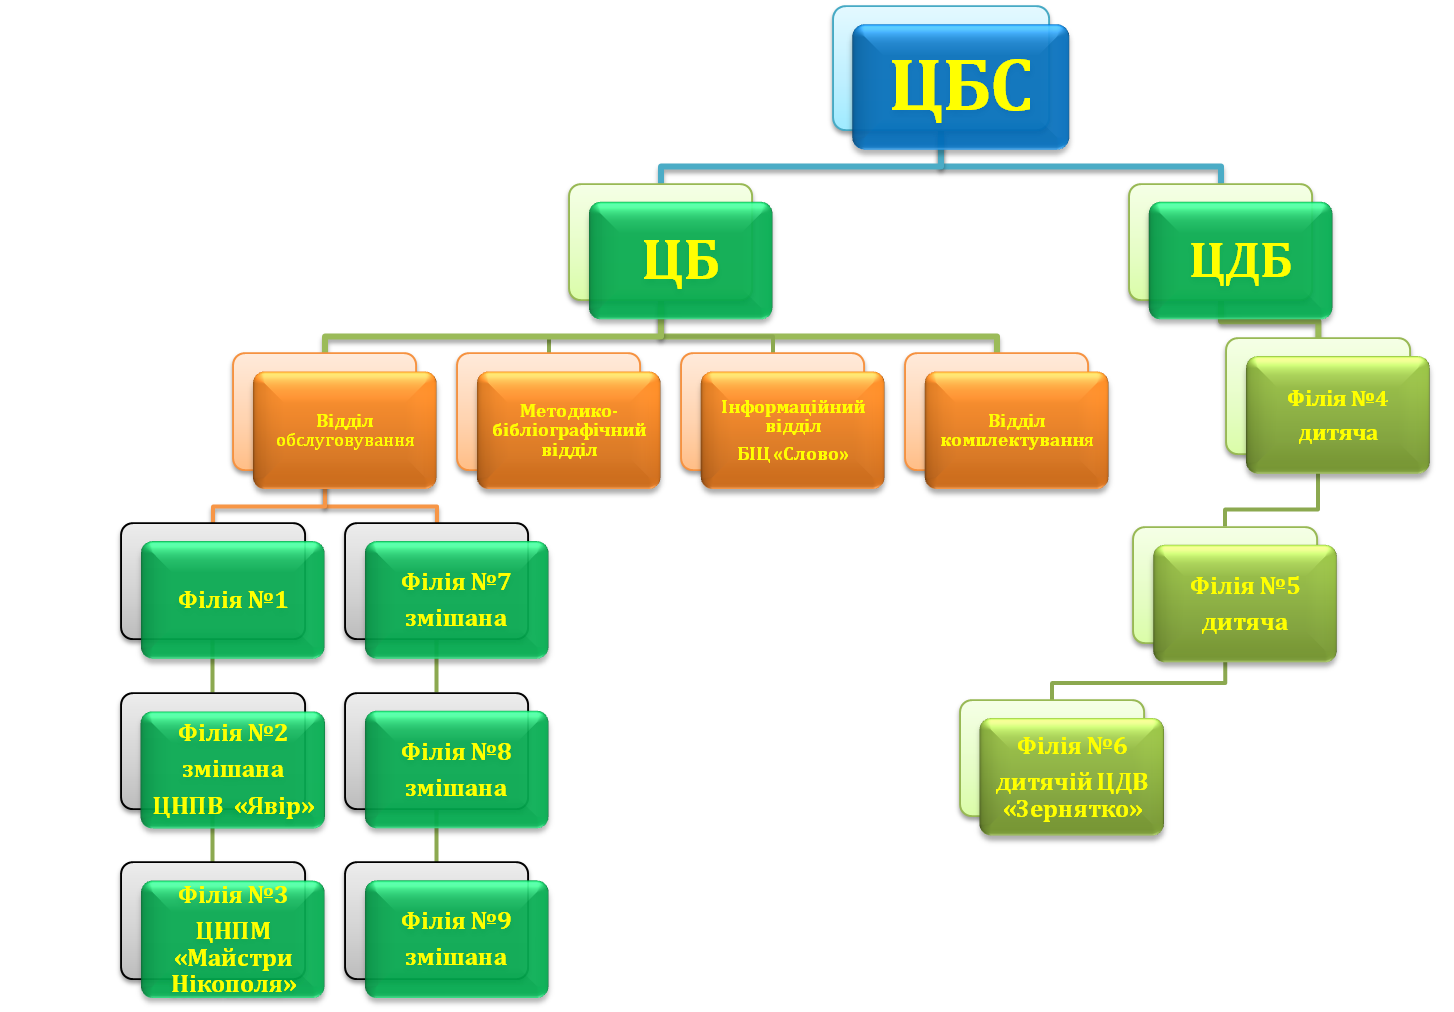 ЦБС
ЦБ
ЦДБ
Відділ
обслуговування
Методико-
бібліографічний
відділ
Інформаційний
відділ
БІЦ «Слово»
Відділ
комплектування
Філія №4
дитяча
Філія №5
дитяча
Філія №6
дитячій ЦДВ
«Зернятко»
Філія №1
Філія №7
змішана
Філія №2
змішана
ЦНПВ «Явір»
Філія №8
змішана
Філія №3
ЦНПМ
«Майстри
Нікополя»
Філія №9
змішана